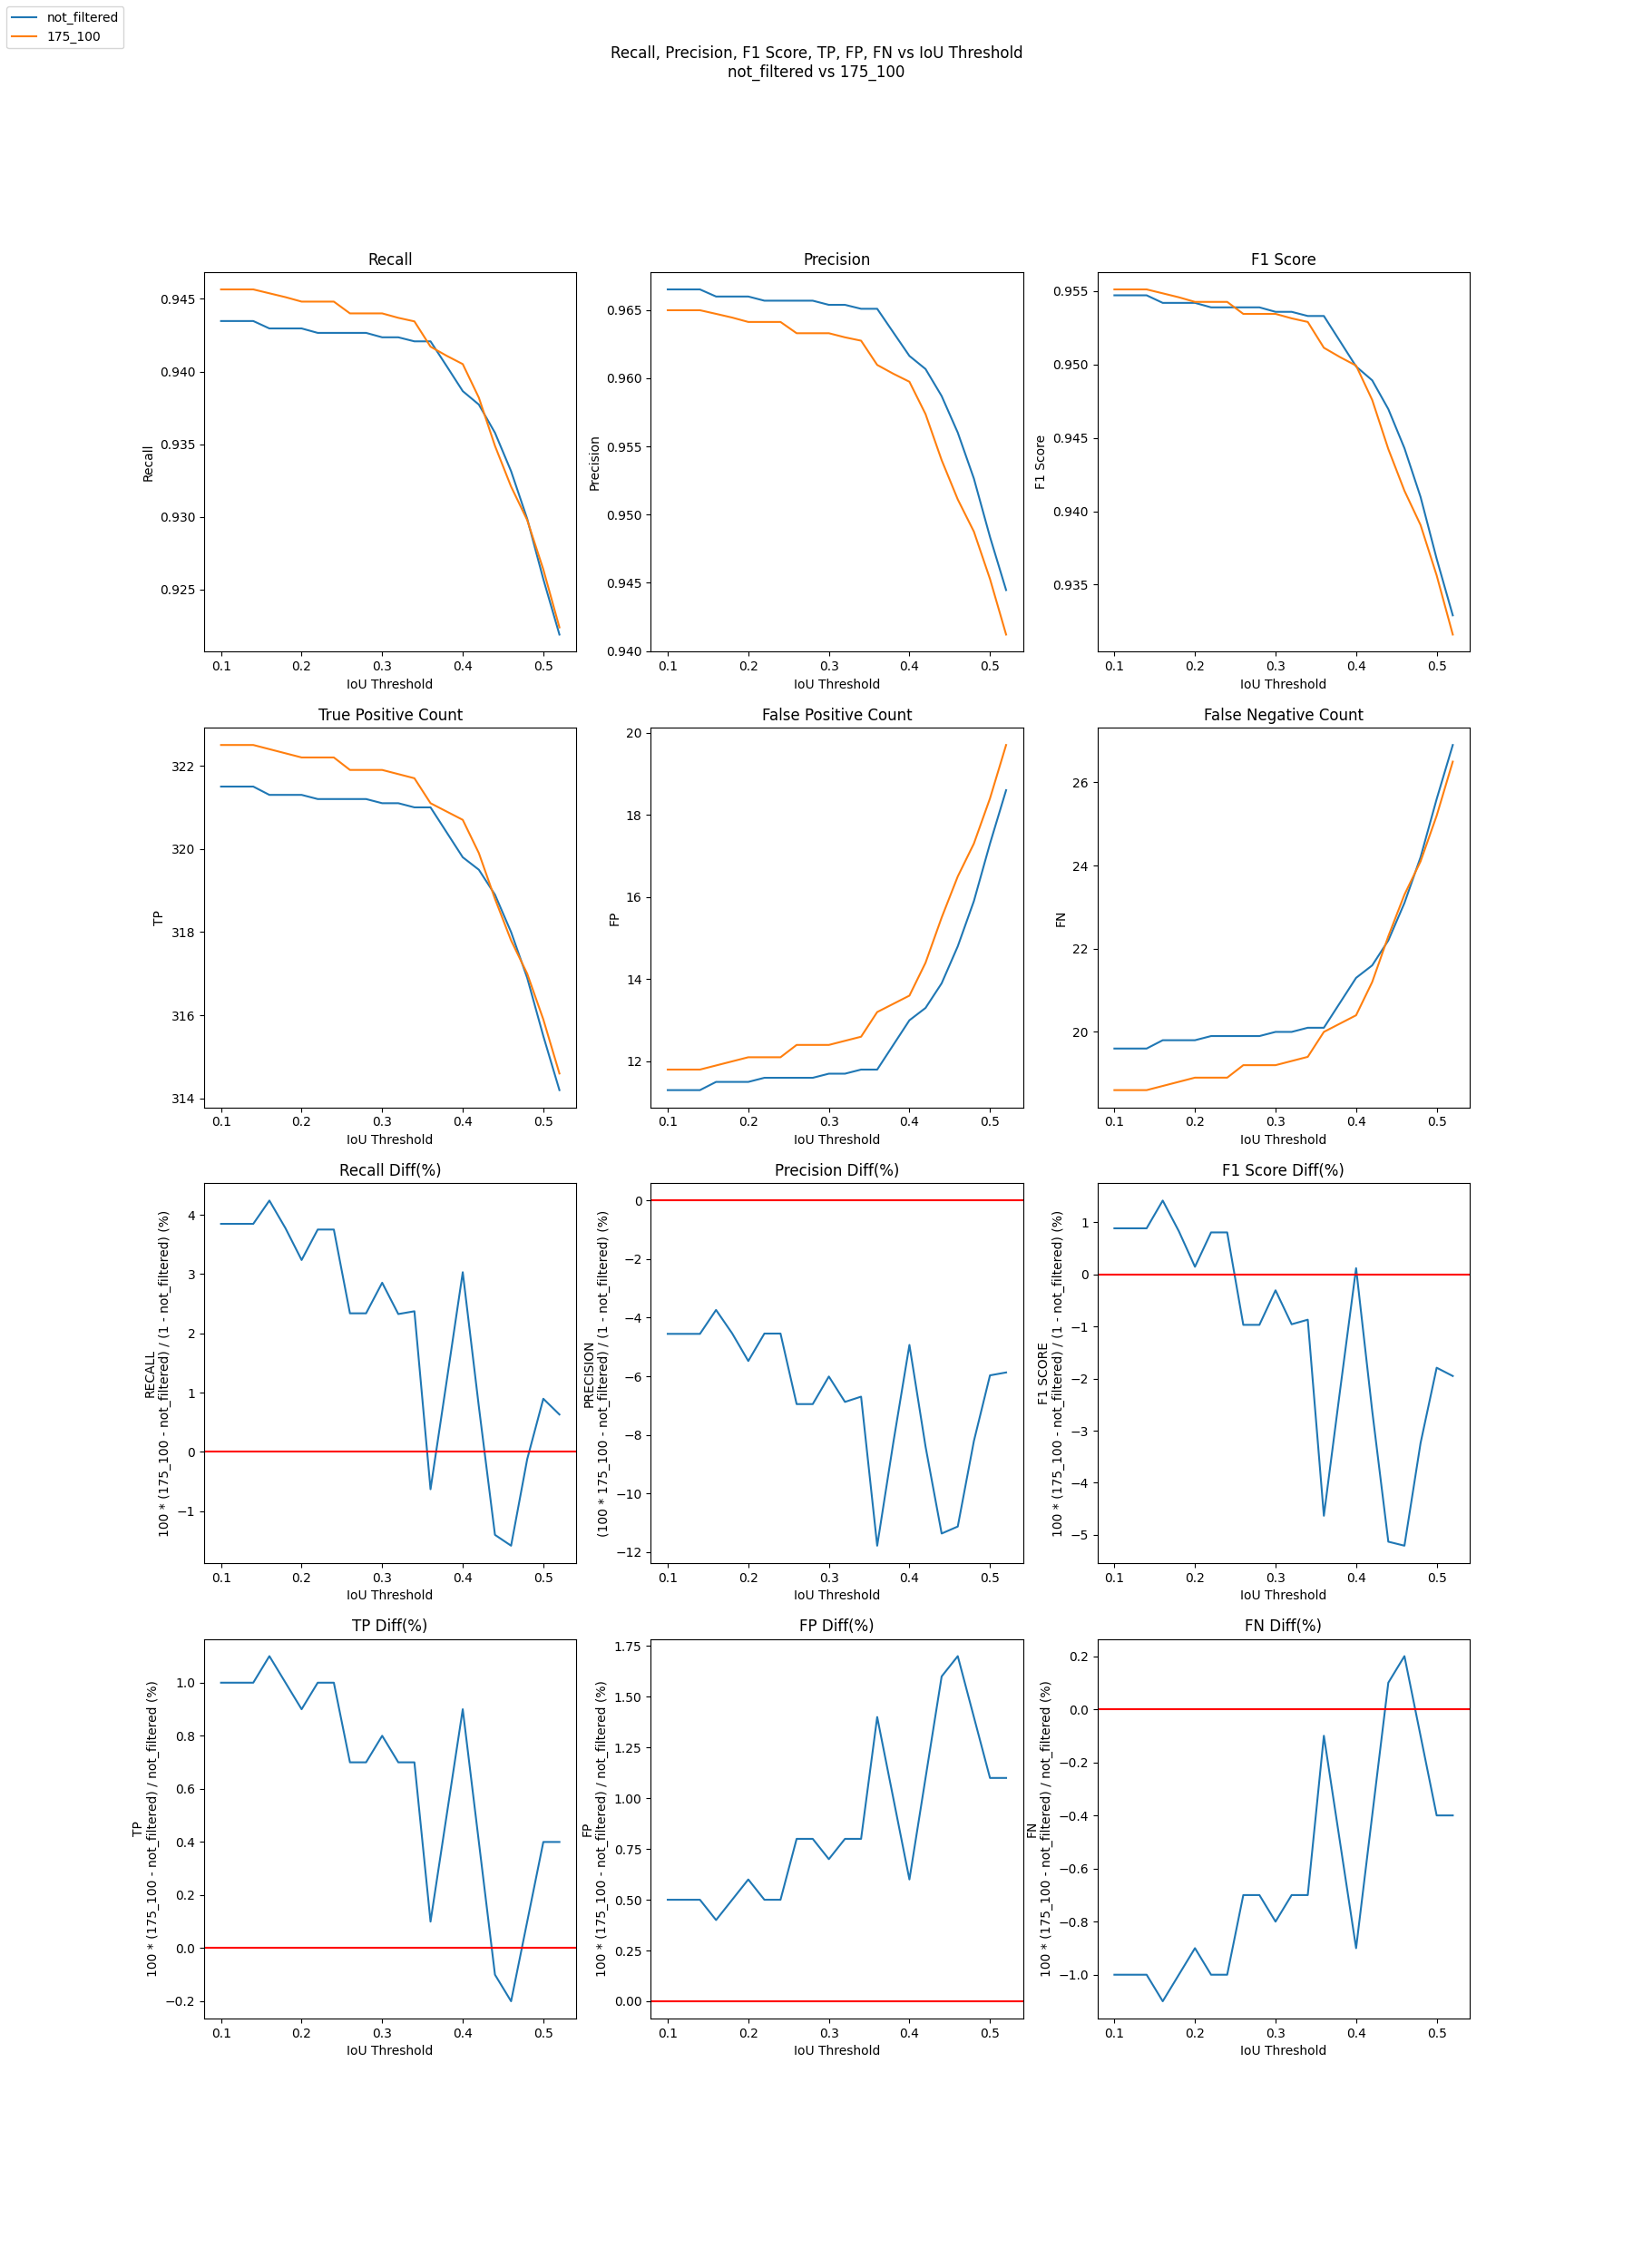 not_filtered
175_100
Recall, Precision, F1 Score, TP, FP, FN vs IoU Threshold
not_filtered vs 175_100
Recall
Recall
0.945
0.940
0.935
0.930
0.925
0.1 0.2 0.3 0.4 0.5
IoU Threshold
Precision
Precision
0.965
0.960
0.955
0.950
0.945
0.940
0.1 0.2 0.3 0.4 0.5
IoU Threshold
F1 Score
F1 Score
0.955
0.950
0.945
0.940
0.935
0.1 0.2 0.3 0.4 0.5
IoU Threshold
True Positive Count
TP
322
320
318
316
314
0.1 0.2 0.3 0.4 0.5
IoU Threshold
False Positive Count
FP
20
18
16
14
12
0.1 0.2 0.3 0.4 0.5
IoU Threshold
False Negative Count
FN
26
24
22
20
0.1 0.2 0.3 0.4 0.5
IoU Threshold
Recall Diff(%)
RECALL
100 * (175_100 - not_filtered) / (1 - not_filtered) (%)
4
3
2
1
0
−1
0.1 0.2 0.3 0.4 0.5
IoU Threshold
Precision Diff(%)
PRECISION
(100 * 175_100 - not_filtered) / (1 - not_filtered) (%)
0
−2
−4
−6
−8
−10
−12
0.1 0.2 0.3 0.4 0.5
IoU Threshold
F1 Score Diff(%)
F1 SCORE
100 * (175_100 - not_filtered) / (1 - not_filtered) (%)
1
0
−1
−2
−3
−4
−5
0.1 0.2 0.3 0.4 0.5
IoU Threshold
TP Diff(%)
TP
100 * (175_100 - not_filtered) / not_filtered (%)
1.0
0.8
0.6
0.4
0.2
0.0
−0.2
0.1 0.2 0.3 0.4 0.5
IoU Threshold
FP Diff(%)
FP
100 * (175_100 - not_filtered) / not_filtered (%)
1.75
1.50
1.25
1.00
0.75
0.50
0.25
0.00
0.1 0.2 0.3 0.4 0.5
IoU Threshold
FN Diff(%)
FN
100 * (175_100 - not_filtered) / not_filtered (%)
0.2
0.0
−0.2
−0.4
−0.6
−0.8
−1.0
0.1 0.2 0.3 0.4 0.5
IoU Threshold